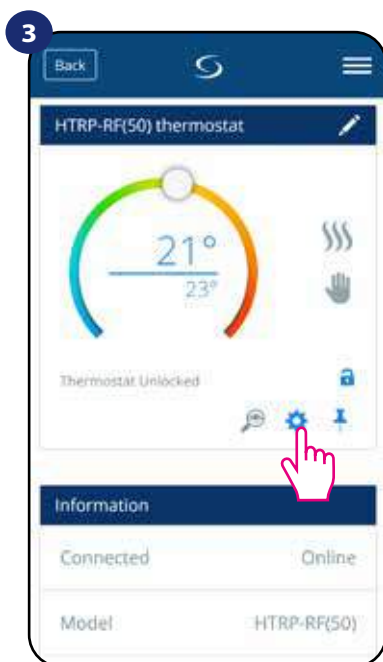 3
Back
HTRP-RF(50) thermostat
21°
23°
Thermostat Unlocked
Information
Connected Online
Model HTRP-RF(50)